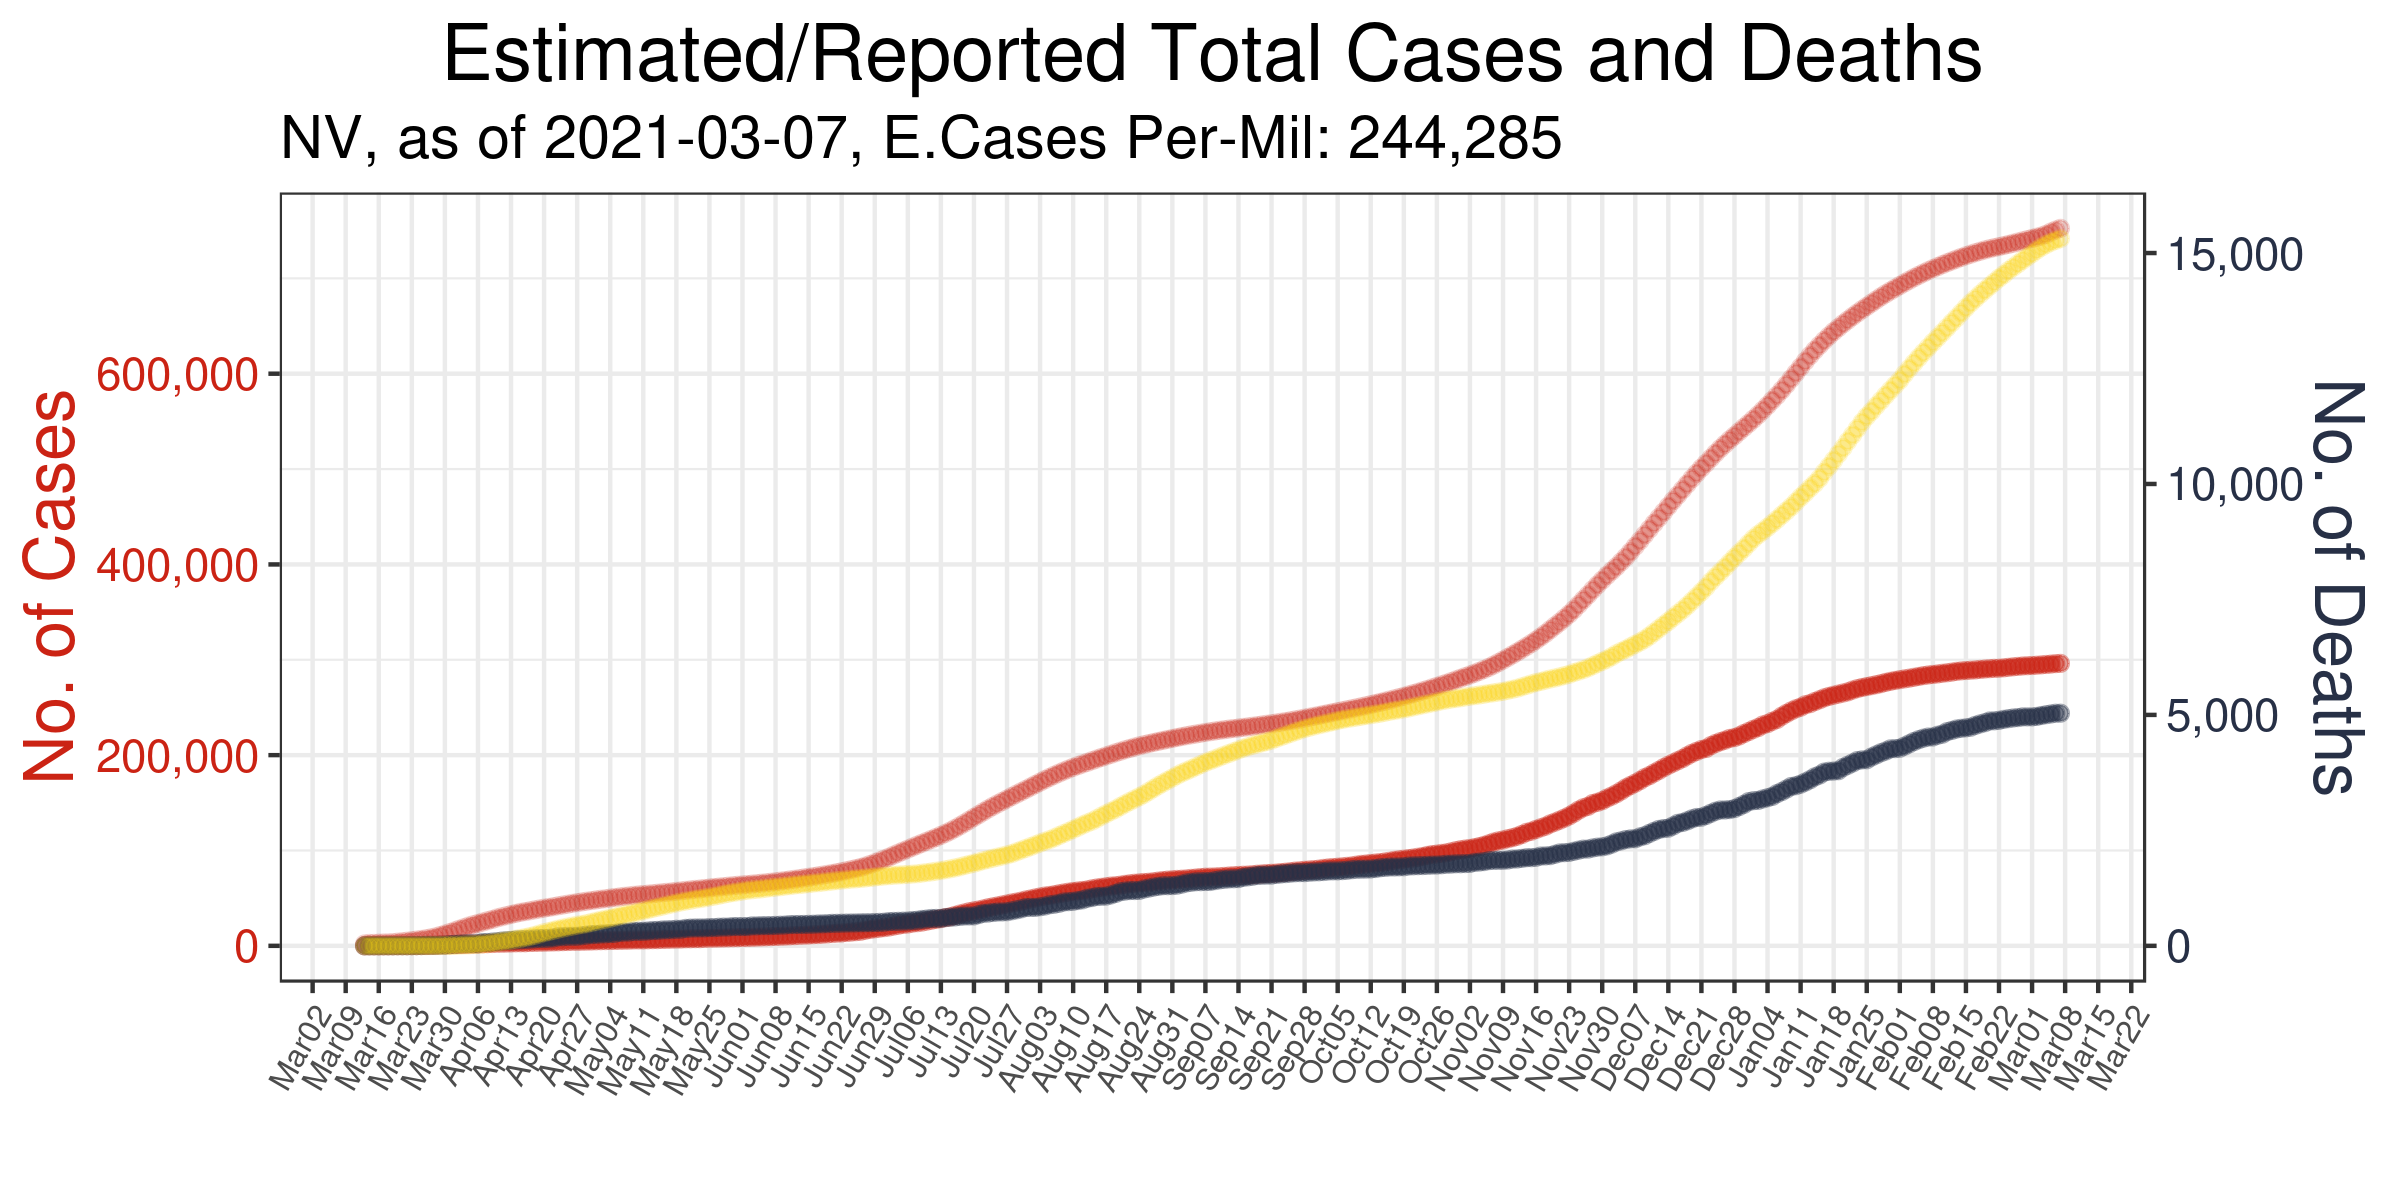 Estimated/Reported Total Cases and Deaths
NV, as of 2021-03-07, E.Cases Per-Mil: 244,285
No. of Cases
600,000
400,000
200,000
0
15,000
10,000
5,000
0
No. of Deaths
Mar02
Mar09
Mar16
Mar23
Mar30
Apr06
Apr13
Apr20
Apr27
May04
May11
May18
May25
Jun01
Jun08
Jun15
Jun22
Jun29
Jul06
Jul13
Jul20
Jul27
Aug03
Aug10
Aug17
Aug24
Aug31
Sep07
Sep14
Sep21
Sep28
Oct05
Oct12
Oct19
Oct26
Nov02
Nov09
Nov16
Nov23
Nov30
Dec07
Dec14
Dec21
Dec28
Jan04
Jan11
Jan18
Jan25
Feb01
Feb08
Feb15
Feb22
Mar01
Mar08
Mar15
Mar22